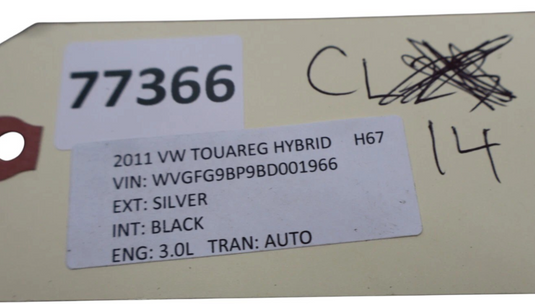 77366
CL
14
2011 VW TOUAREG HYBRID H67
VIN: WVGFG9BP9BD001966
EXT: SILVER
INT: BLACK
ENG: 3.0L TRAN: AUTO